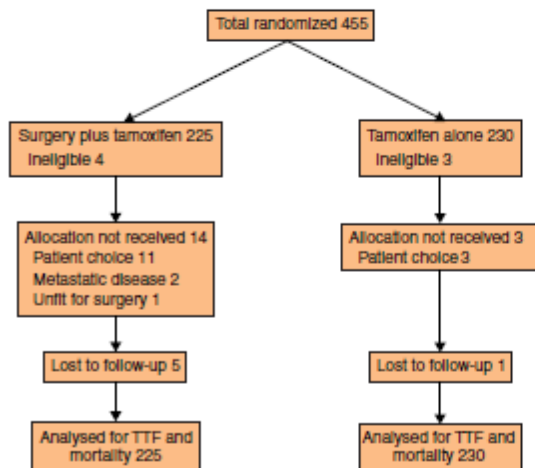 Total randomized 455
Surgery plus tamoxifen 225
Ineligible 4
Tamoxifen alone 230
Ineligible 3
Allocation not received 14
Patient choice 11
Metastatic disease 2
Unfit for surgery 1
Allocation not received 3
Patient choice 3
Lost to follow-up 5
Lost to follow-up 1
Analysed for TTF and
mortality 225
Analysed for TTF and
mortality 230